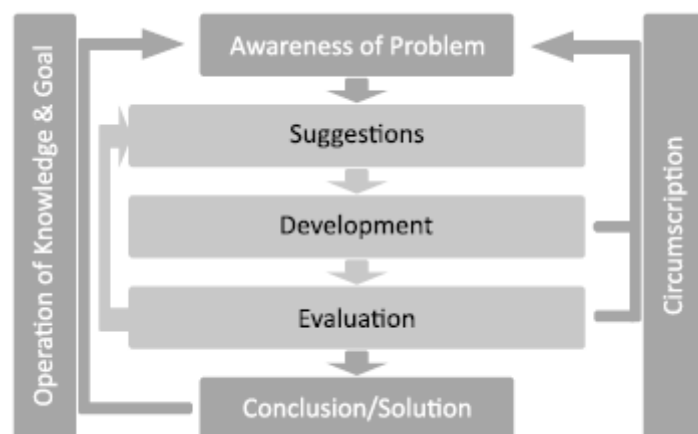 Operation of Knowledge & Goal
Awareness of Problem
Suggestions
Development
Evaluation
Conclusion/Solution
Circumscription